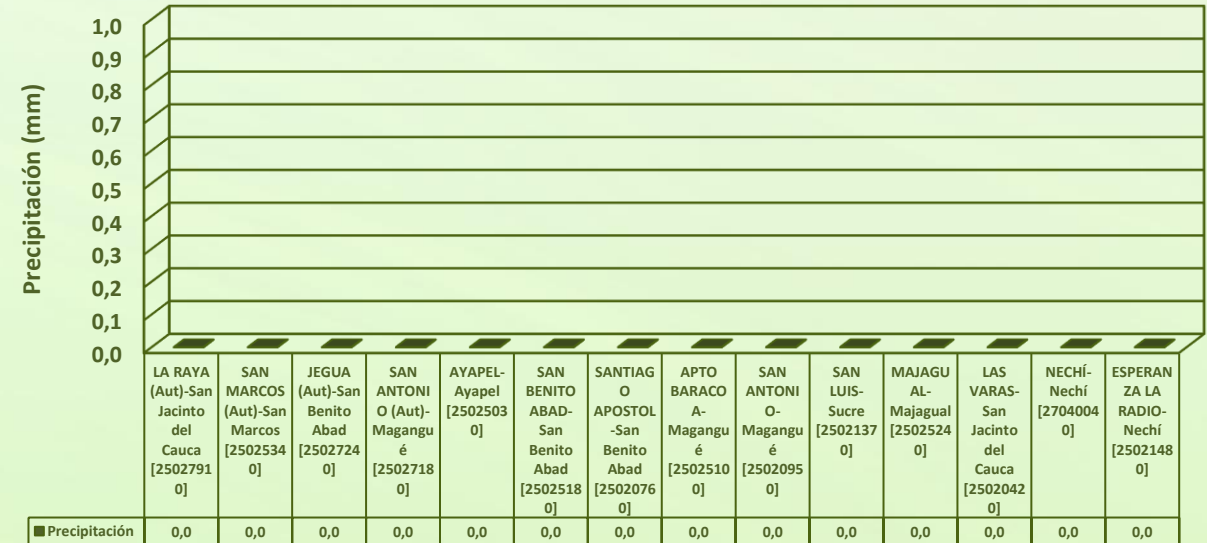 Precipitación (mm)
1,0
0,9
0,8
0,7
0,6
0,5
0,4
0,3
0,2
0,1
0,0
LA RAYA
(Aut)-San
Jacinto
del
Cauca
[2502791
0]
SAN
MARCOS
(Aut)-San
Marcos
[2502534
0]
JEGUA
(Aut)-San
Benito
Abad
[2502724
0]
SAN
ANTONI
O (Aut)-
Magangu
é
[2502718
0]
AYAPEL-
Ayapel
[2502503
0]
SAN
BENITO
ABAD-
San
Benito
Abad
[2502518
0]
SANTIAG
O
APOSTOL
-San
Benito
Abad
[2502076
0]
APTO
BARACO
A-
Magangu
é
[2502510
0]
SAN
ANTONI
O-
Magangu
é
[2502095
0]
SAN
LUIS-
Sucre
[2502137
0]
MAJAGU
AL-
Majagual
[2502524
0]
LAS
VARAS-
San
Jacinto
del
Cauca
[2502042
0]
NECHÍ-
Nechí
[2704004
0]
ESPERAN
ZA LA
RADIO-
Nechí
[2502148
0]
Precipitación 0,0 0,0 0,0 0,0 0,0 0,0 0,0 0,0 0,0 0,0 0,0 0,0 0,0 0,0